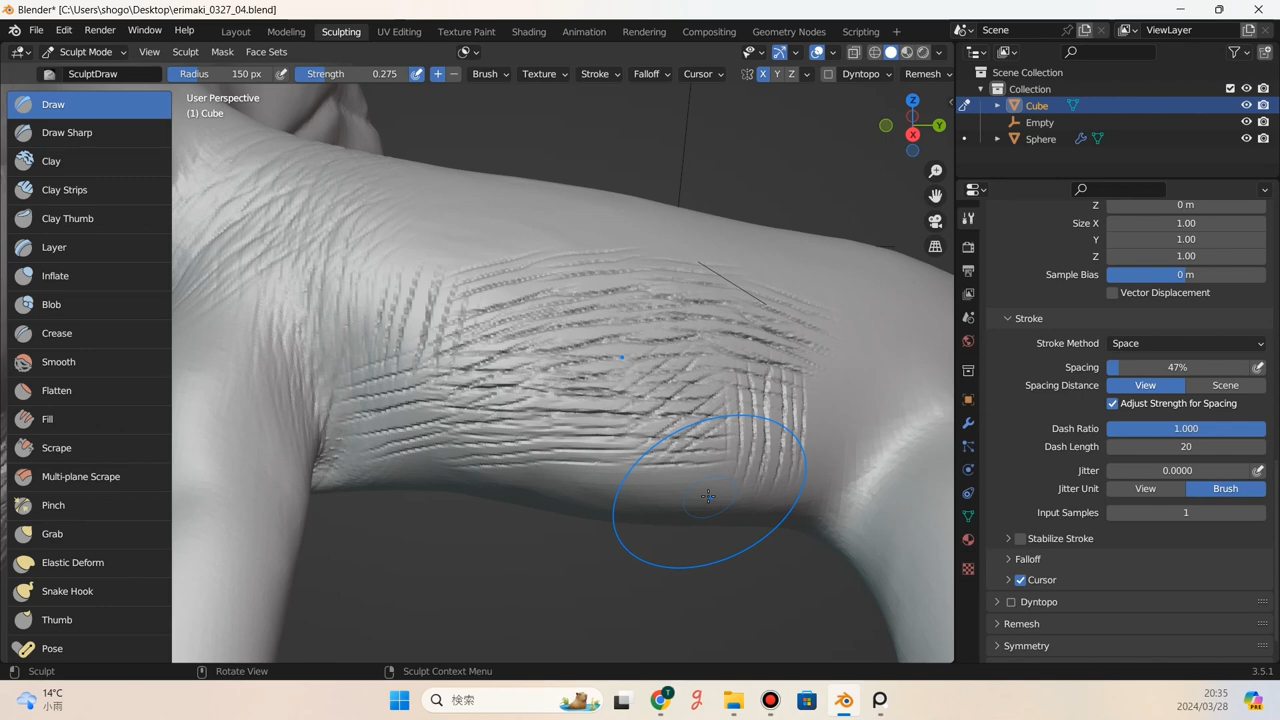 Blender* [C:\Users\shogo\Desktop\erimaki_0327_04.blend]
File Edit Render Window Help Layout Modeling Sculpting UV Editing Texture Paint Shading Animation Rendering Compositing Geometry Nodes Scripting + Scene ViewLayer
Sculpt Mode View Sculpt Mask Face Sets
SculptDraw Radius 150 px Strength 0.275 Brush Texture Stroke Falloff Cursor X Y Z Dyntopo Remesh
Scene Collection
Collection
Cube
Empty
Sphere
Draw
Draw Sharp
Clay
Clay Strips
Clay Thumb
Layer
Inflate
Blob
Crease
Smooth
Flatten
Fill
Scrape
Multi-plane Scrape
Pinch
Grab
Elastic Deform
Snake Hook
Thumb
Pose
User Perspective
(1) Cube
Z
Y
X
Z 0 m
Size X 1.00
Y 1.00
Z 1.00
Sample Bias 0 m
Vector Displacement
Stroke
Stroke Method Space
Spacing 47%
Spacing Distance View Scene
Adjust Strength for Spacing
Dash Ratio 1.000
Dash Length 20
Jitter 0.0000
Jitter Unit View Brush
Input Samples 1
Stabilize Stroke
Falloff
Cursor
Dyntopo
Remesh
Symmetry
Sculpt Rotate View Sculpt Context Menu 3.5.1
14°C
小雨
検索
20:35
2024/03/28